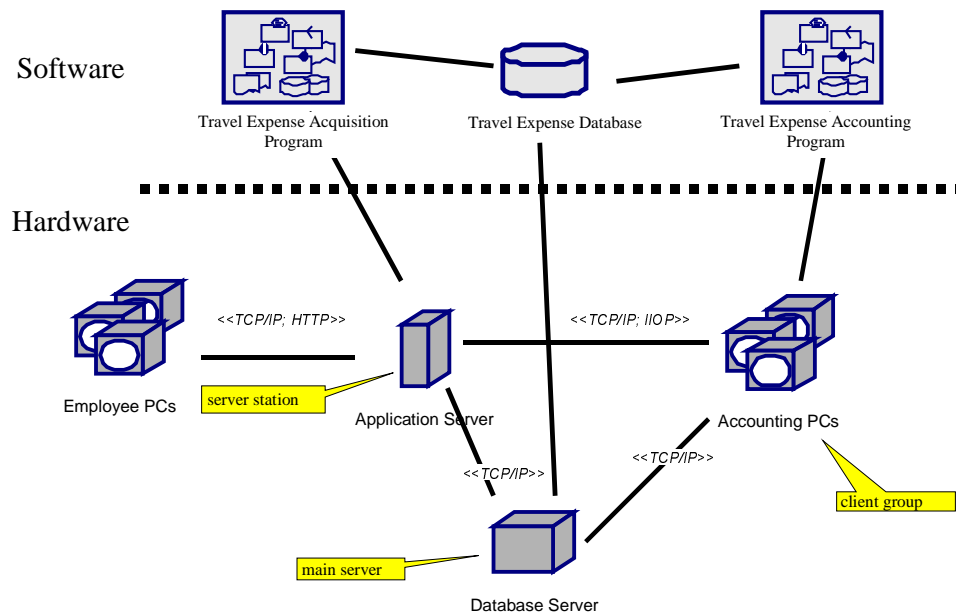 Software
Travel Expense Acquisition
Program
Travel Expense Database
Travel Expense Accounting
Program
Hardware
<<TCP/IP; HTTP>>
<<TCP/IP; IIOP>>
Employee PCs
server station
Application Server
Accounting PCs
<<TCP/IP>>
<<TCP/IP>>
client group
main server
Database Server